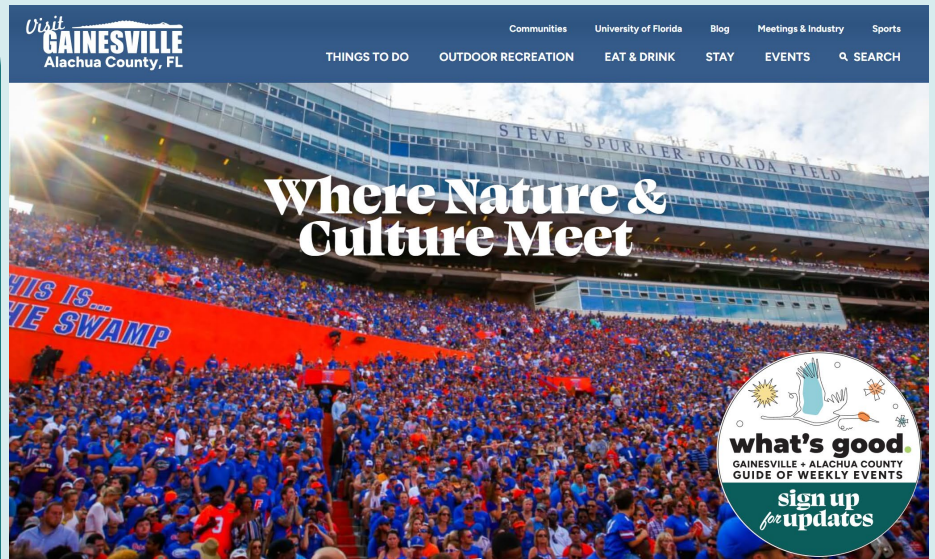 Visit
GAINESVILLE
Alachua County, FL
Communities University of Florida Blog Meetings & Industry Sports
THINGS TO DO OUTDOOR RECREATION EAT & DRINK STAY EVENTS SEARCH
STEVE SPURRIER-FLORIDA FIELD
Where Nature &
Culture Meet
HIS IS...
HE SWAMP
what's good.
GAINESVILLE + ALACHUA COUNTY
GUIDE OF WEEKLY EVENTS
sign up
for updates